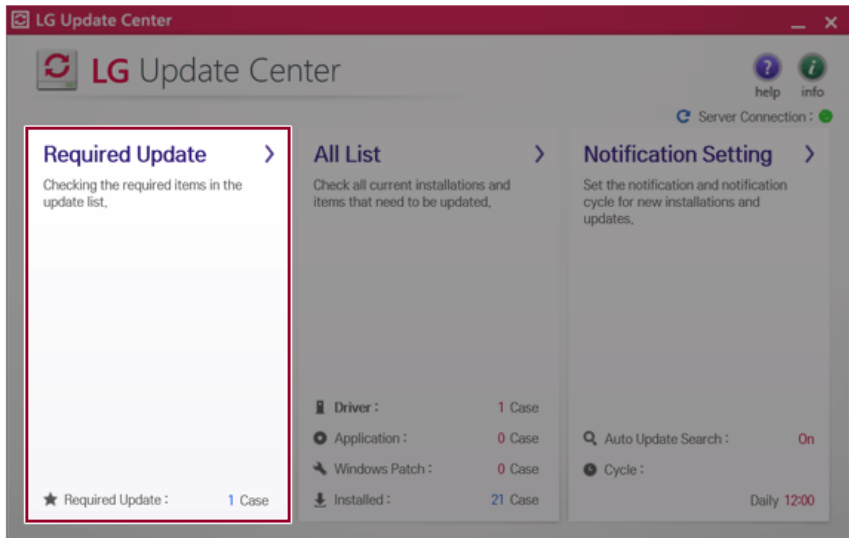 LG Update Center
LG Update Center
help info
Server Connection :
Required Update
Checking the required items in the
update list,
Required Update : 1 Case
All List
Check all current installations and
items that need to be updated,
Driver : 1 Case
Application : 0 Case
Windows Patch : 0 Case
Installed : 21 Case
Notification Setting
Set the notification and notification
cycle for new installations and
updates,
Auto Update Search : On
Cycle :
Daily 12:00